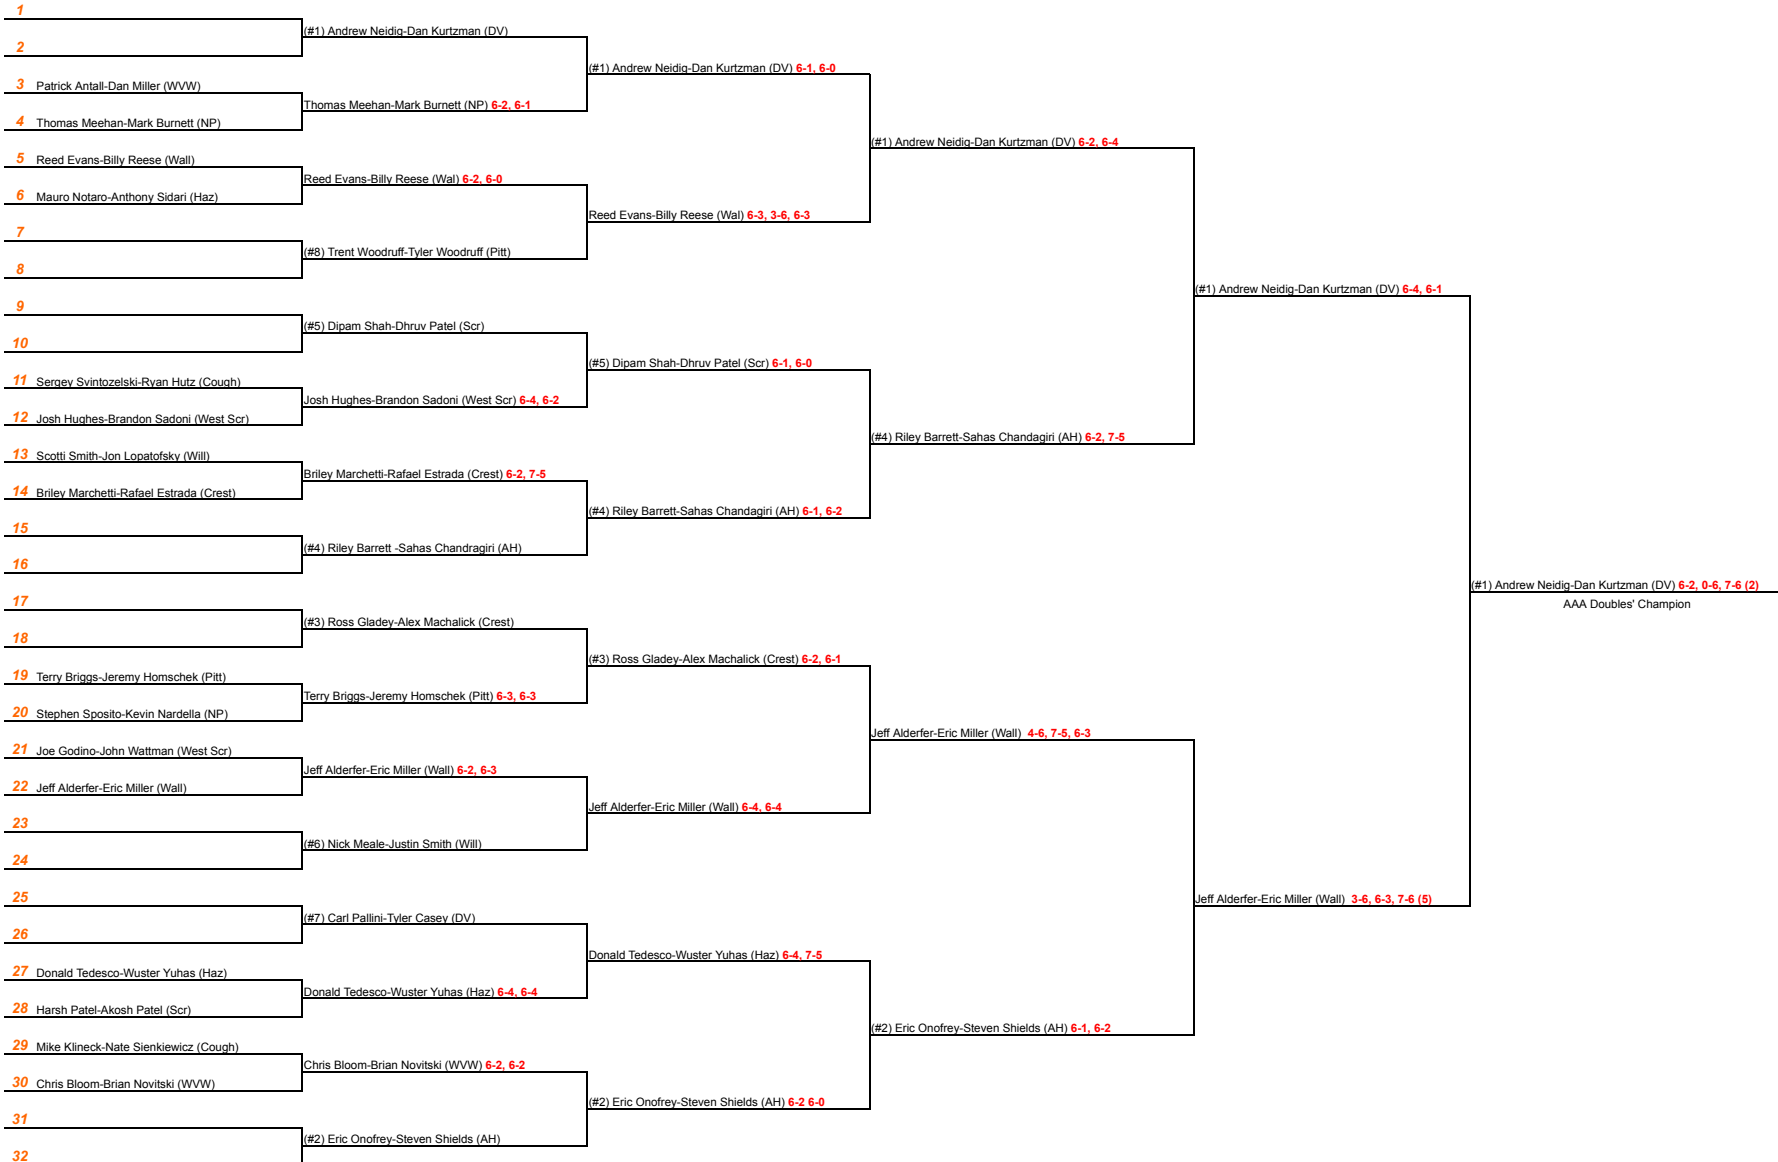 1
(#1) Andrew Neidig-Dan Kurtzman (DV)
2
(#1) Andrew Neidig-Dan Kurtzman (DV) 6-1, 6-0
3 Patrick Antall-Dan Miller (WVW)
Thomas Meehan-Mark Burnett (NP) 6-2, 6-1
4 Thomas Meehan-Mark Burnett (NP)
(#1) Andrew Neidig-Dan Kurtzman (DV) 6-2, 6-4
5 Reed Evans-Billy Reese (Wall)
Reed Evans-Billy Reese (Wal) 6-2, 6-0
6 Mauro Notaro-Anthony Sidari (Haz)
Reed Evans-Billy Reese (Wal) 6-3, 3-6, 6-3
7
(#8) Trent Woodruff-Tyler Woodruff (Pitt)
8
(#1) Andrew Neidig-Dan Kurtzman (DV) 6-4, 6-1
9
(#5) Dipam Shah-Dhruv Patel (Scr)
10
(#5) Dipam Shah-Dhruv Patel (Scr) 6-1, 6-0
11 Sergey Svintozelski-Ryan Hutz (Cough)
Josh Hughes-Brandon Sadoni (West Scr) 6-4, 6-2
12 Josh Hughes-Brandon Sadoni (West Scr)
(#4) Riley Barrett-Sahas Chandagiri (AH) 6-2, 7-5
13 Scotti Smith-Jon Lopatofsky (Will)
Briley Marchetti-Rafael Estrada (Crest) 6-2, 7-5
14 Briley Marchetti-Rafael Estrada (Crest)
(#4) Riley Barrett-Sahas Chandagiri (AH) 6-1, 6-2
15
(#4) Riley Barrett -Sahas Chandragiri (AH)
16
(#1) Andrew Neidig-Dan Kurtzman (DV) 6-2, 0-6, 7-6 (2)
AAA Doubles' Champion
17
(#3) Ross Gladey-Alex Machalick (Crest)
18
(#3) Ross Gladey-Alex Machalick (Crest) 6-2, 6-1
19 Terry Briggs-Jeremy Homschek (Pitt)
Terry Briggs-Jeremy Homschek (Pitt) 6-3, 6-3
20 Stephen Sposito-Kevin Nardella (NP)
Jeff Alderfer-Eric Miller (Wall) 4-6, 7-5, 6-3
21 Joe Godino-John Wattman (West Scr)
Jeff Alderfer-Eric Miller (Wall) 6-2, 6-3
22 Jeff Alderfer-Eric Miller (Wall)
Jeff Alderfer-Eric Miller (Wall) 6-4, 6-4
23
(#6) Nick Meale-Justin Smith (Will)
24
25
Jeff Alderfer-Eric Miller (Wall) 3-6, 6-3, 7-6 (5)
(#7) Carl Pallini-Tyler Casey (DV)
26
Donald Tedesco-Wuster Yuhas (Haz) 6-4, 7-5
27 Donald Tedesco-Wuster Yuhas (Haz)
Donald Tedesco-Wuster Yuhas (Haz) 6-4, 6-4
28 Harsh Patel-Akosh Patel (Scr)
(#2) Eric Onofrey-Steven Shields (AH) 6-1, 6-2
29 Mike Klineck-Nate Sienkiewicz (Cough)
Chris Bloom-Brian Novitski (WVW) 6-2, 6-2
30 Chris Bloom-Brian Novitski (WVW)
(#2) Eric Onofrey-Steven Shields (AH) 6-2 6-0
31
(#2) Eric Onofrey-Steven Shields (AH)
32